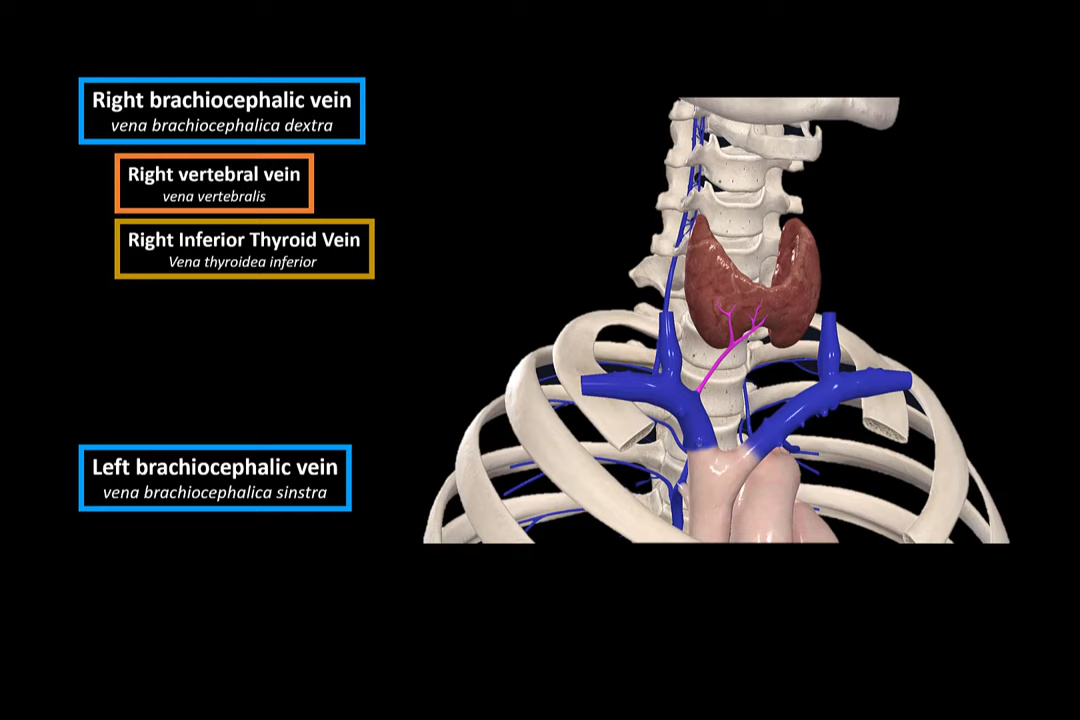 Right brachiocephalic vein
vena brachiocephalica dextra
Right vertebral vein
vena vertebralis
Right Inferior Thyroid Vein
Vena thyroidea inferior
Left brachiocephalic vein
vena brachiocephalica sinstra